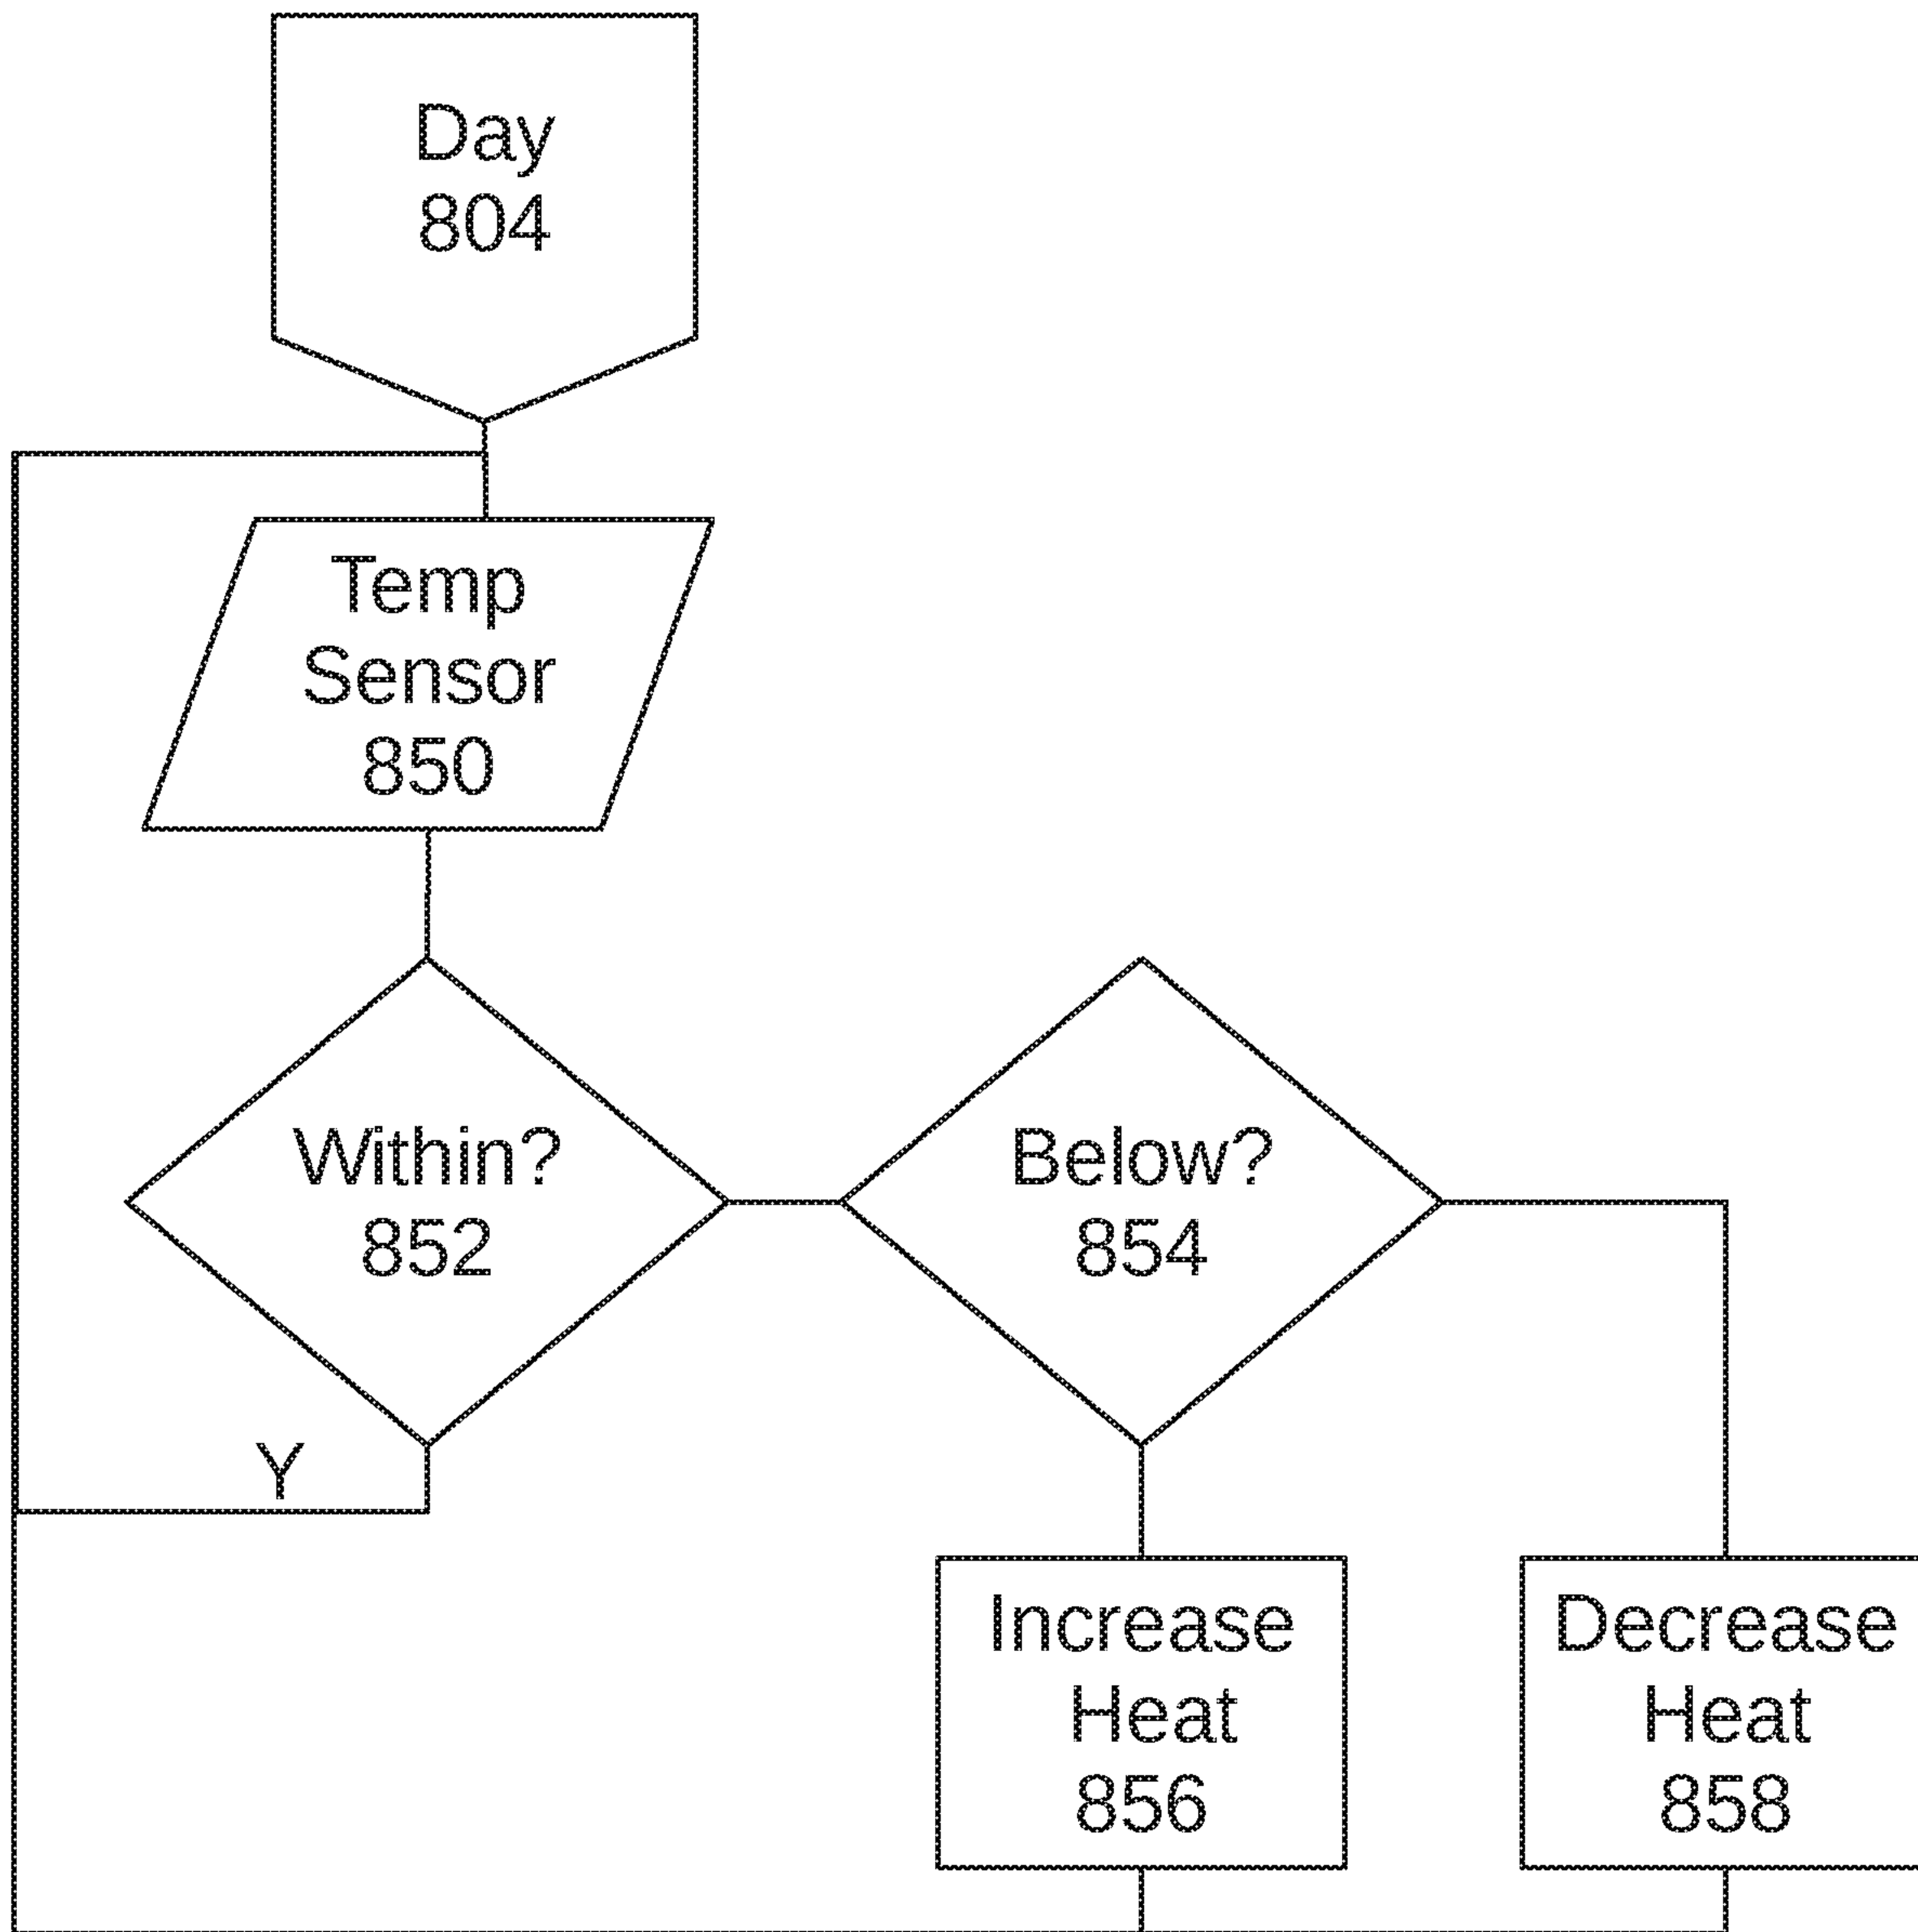 Day
804
Temp
Sensor
850
Within?
852
Below?
854
Y
Increase
Heat
856
Decrease
Heat
858